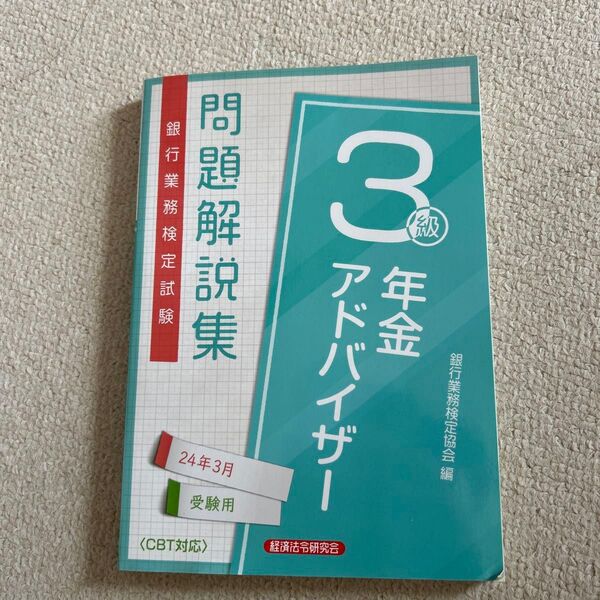 銀行業務検定試験
問題解説集
3級
年金
アドバイザー
銀行業務検定協会 編
24年3月
受験用
〈CBT対応〉
経済法令研究会